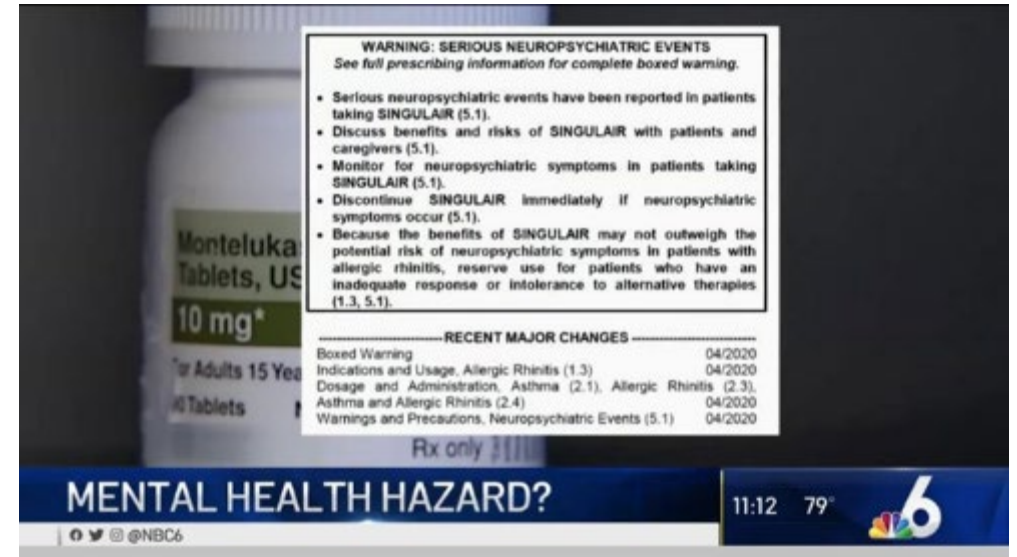 WARNING: SERIOUS NEUROPSYCHIATRIC EVENTS
See full prescribing information for complete boxed warning.
• Serious neuropsychiatric events have been reported in patients
taking SINGULAIR (5.1).
• Discuss benefits and risks of SINGULAIR with patients and
caregivers (5.1).
• Monitor for neuropsychiatric symptoms in patients taking
SINGULAIR (5.1).
• Discontinue SINGULAIR immediately if neuropsychiatric
symptoms occur (5.1).
• Because the benefits of SINGULAIR may not outweigh the
potential risk of neuropsychiatric symptoms in patients with
allergic rhinitis, reserve use for patients who have an
inadequate response or intolerance to alternative therapies
(1.3, 5.1).
RECENT MAJOR CHANGES
Boxed Warning 04/2020
Indications and Usage, Allergic Rhinitis (1.3) 04/2020
Dosage and Administration, Asthma (2.1), Allergic Rhinitis (2.3),
Asthma and Allergic Rhinitis (2.4) 04/2020
Warnings and Precautions, Neuropsychiatric Events (5.1) 04/2020
Monteluka
Tablets, US
10 mg*
For Adults 15 Yea
Tablets
Rx only
MENTAL HEALTH HAZARD?
11:12 79°
6
@NBC6